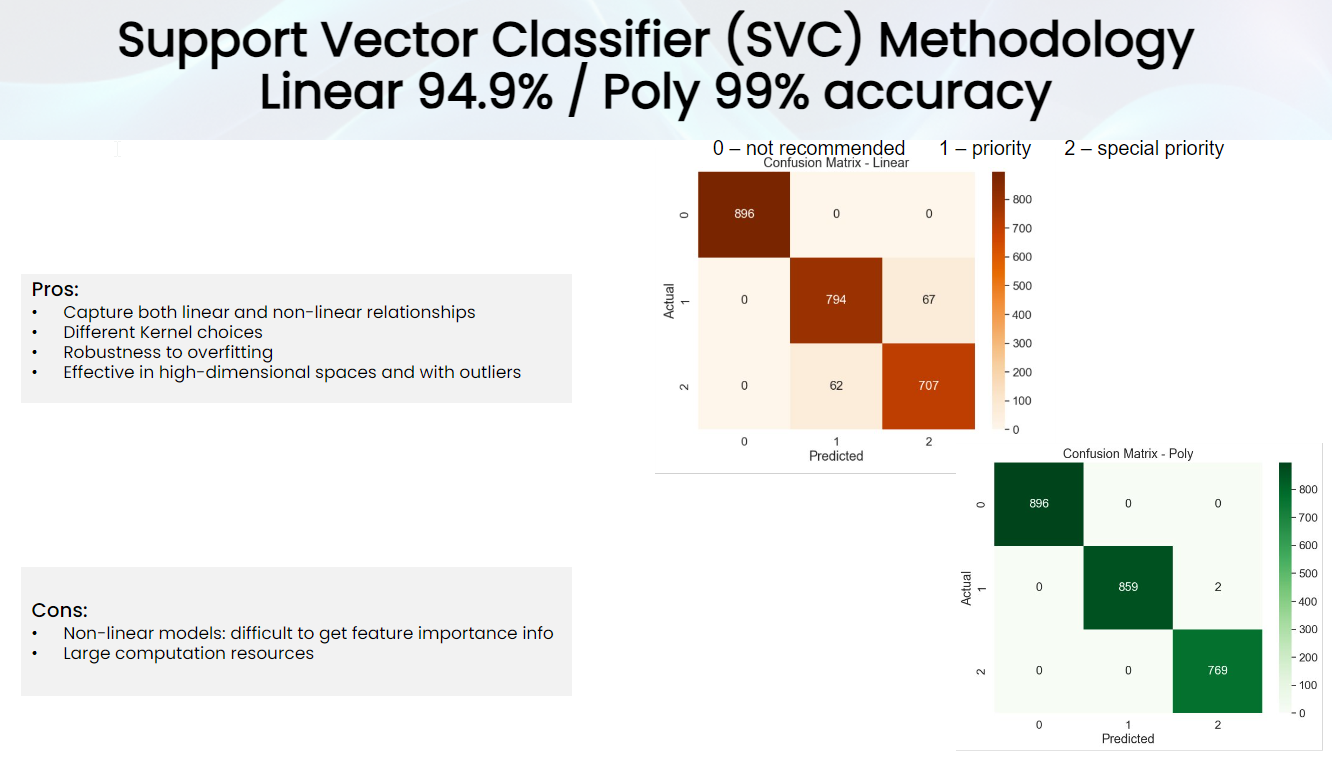 Support Vector Classifier (SVC) Methodology
Linear 94.9% / Poly 99% accuracy
0 – not recommended 1 – priority 2 – special priority
Pros:
• Capture both linear and non-linear relationships
• Different Kernel choices
• Robustness to overfitting
• Effective in high-dimensional spaces and with outliers
Cons:
• Non-linear models: difficult to get feature importance info
• Large computation resources
Confusion Matrix - Linear
Actual
0
1
2
896 0 0
0 794 67
0 62 707
0 1 2
Predicted
800
700
600
500
400
300
200
100
0
Confusion Matrix - Poly
Actual
0
1
2
896 0 0
0 859 2
0 0 769
0 1 2
Predicted
800
700
600
500
400
300
200
100
0